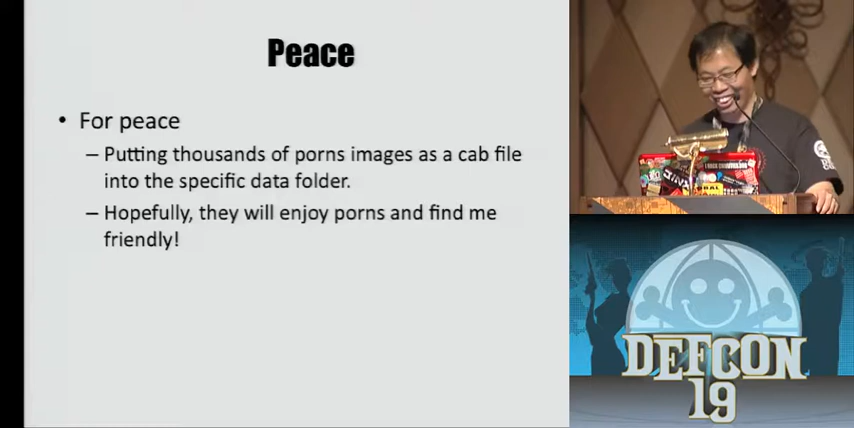 Peace
• For peace
– Putting thousands of porns images as a cab file
into the specific data folder.
– Hopefully, they will enjoy porns and find me
friendly!
DEFCON
19